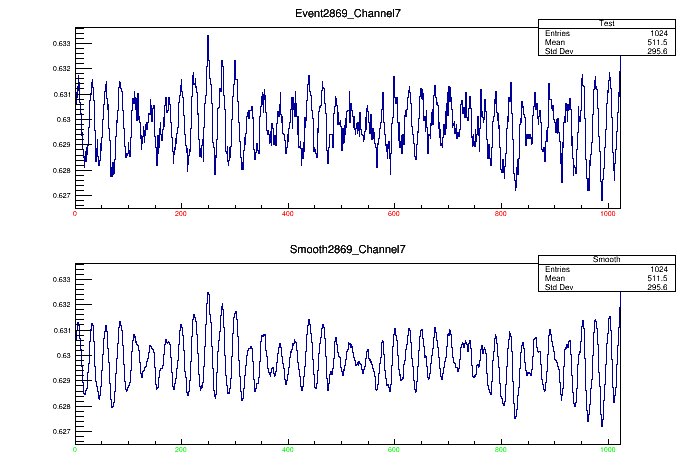 Event2869_Channel7
Test
Entries 1024
Mean 511.5
Std Dev 295.6
0.633
0.632
0.631
0.63
0.629
0.628
0.627
0 200 400 600 800 1000
Smooth2869_Channel7
Smooth
Entries 1024
Mean 511.5
Std Dev 295.6
0.633
0.632
0.631
0.63
0.629
0.628
0.627
0 200 400 600 800 1000